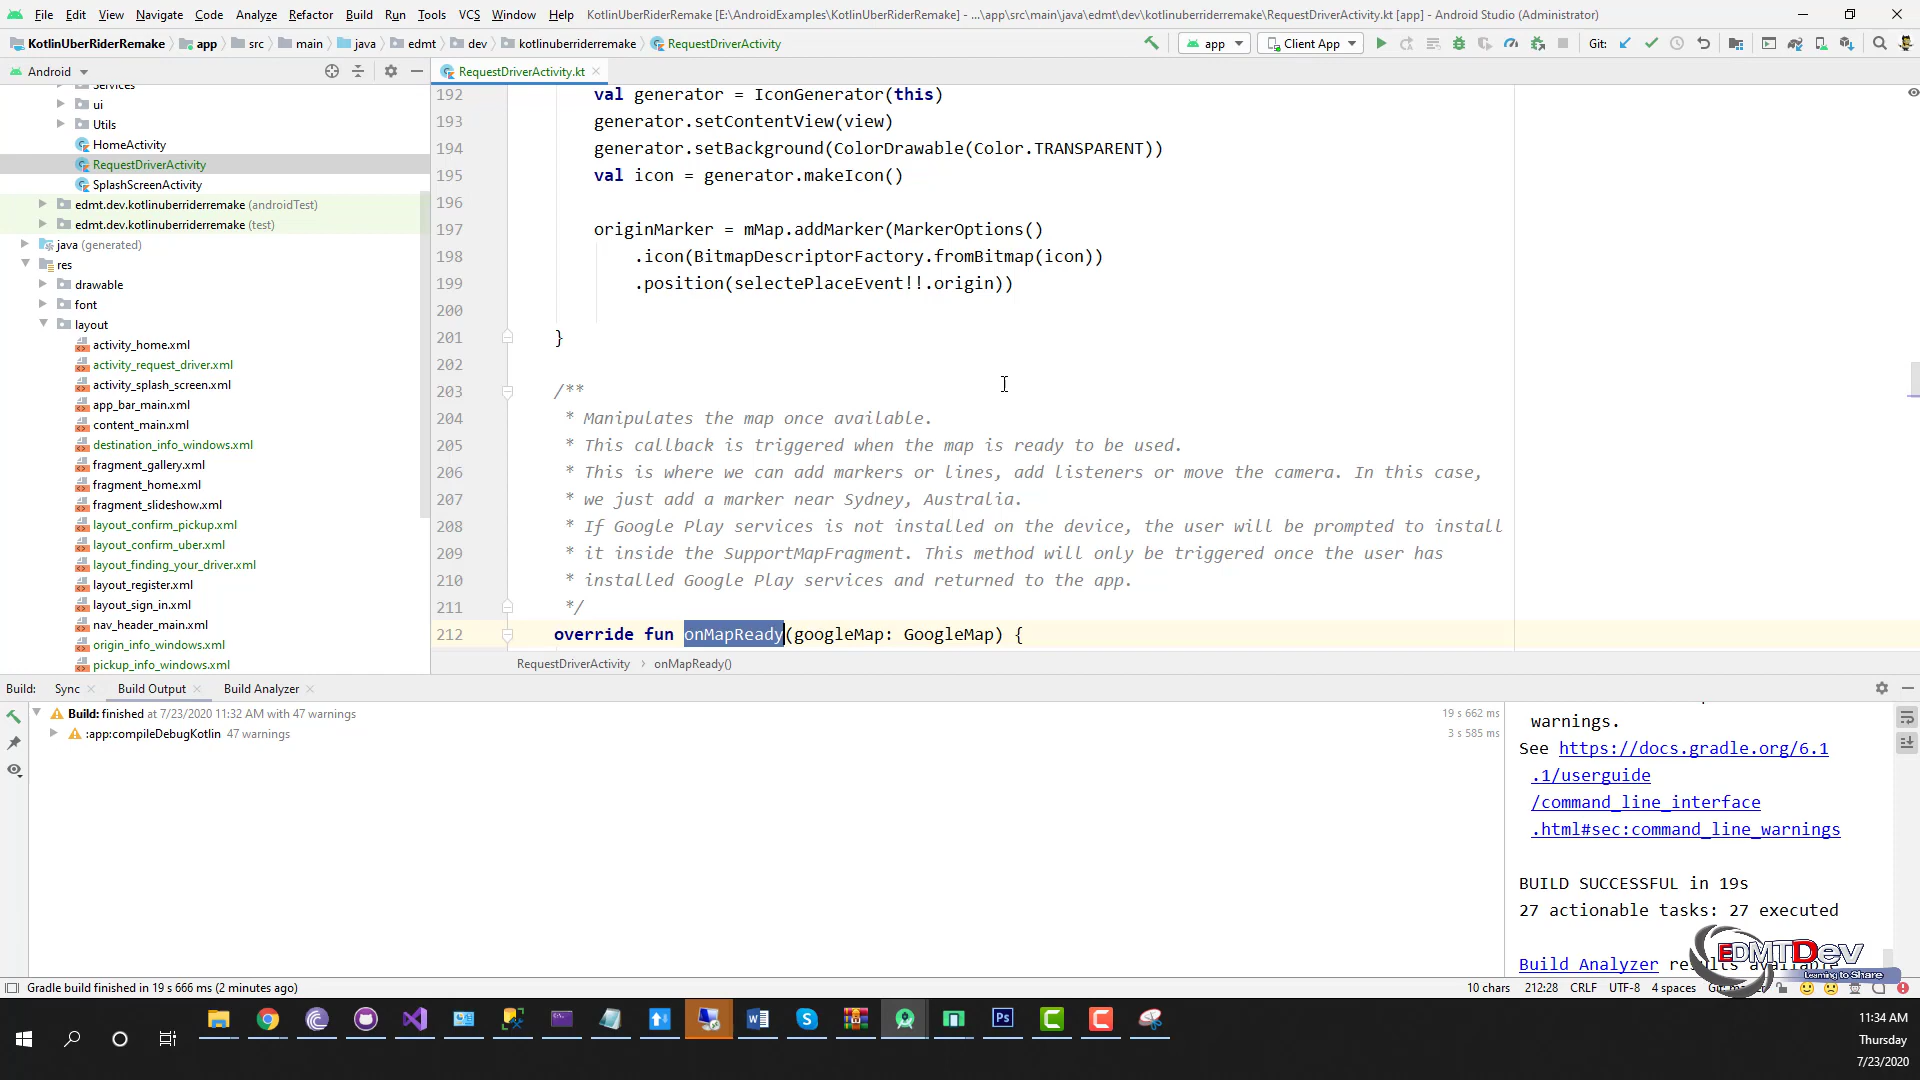 File Edit View Navigate Code Analyze Refactor Build Run Tools VCS Window Help KotlinUberRiderRemake [E:\AndroidExamples\KotlinUberRiderRemake] - ...\app\src\main\java\edmt\dev\kotlinuberriderremake\RequestDriverActivity.kt [app] - Android Studio (Administrator)
KotlinUberRiderRemake app src main java edmt dev kotlinuberriderremake RequestDriverActivity app Client App Git:
Android
RequestDriverActivity.kt
Services
ui
Utils
HomeActivity
RequestDriverActivity
SplashScreenActivity
edmt.dev.kotlinuberriderremake (androidTest)
edmt.dev.kotlinuberriderremake (test)
java (generated)
res
drawable
font
layout
activity_home.xml
activity_request_driver.xml
activity_splash_screen.xml
app_bar_main.xml
content_main.xml
destination_info_windows.xml
fragment_gallery.xml
fragment_home.xml
fragment_slideshow.xml
layout_confirm_pickup.xml
layout_confirm_uber.xml
layout_finding_your_driver.xml
layout_register.xml
layout_sign_in.xml
nav_header_main.xml
origin_info_windows.xml
pickup_info_windows.xml
192 val generator = IconGenerator(this)
193 generator.setContentView(view)
194 generator.setBackground(ColorDrawable(Color.TRANSPARENT))
195 val icon = generator.makeIcon()
196
197 originMarker = mMap.addMarker(MarkerOptions()
198 .icon(BitmapDescriptorFactory.fromBitmap(icon))
199 .position(selectePlaceEvent!!.origin))
200
201 }
202
203 /**
204 * Manipulates the map once available.
205 * This callback is triggered when the map is ready to be used.
206 * This is where we can add markers or lines, add listeners or move the camera. In this case,
207 * we just add a marker near Sydney, Australia.
208 * If Google Play services is not installed on the device, the user will be prompted to install
209 * it inside the SupportMapFragment. This method will only be triggered once the user has
210 * installed Google Play services and returned to the app.
211 */
212 override fun onMapReady(googleMap: GoogleMap) {
RequestDriverActivity › onMapReady()
Build: Sync Build Output Build Analyzer
Build: finished at 7/23/2020 11:32 AM with 47 warnings 19 s 662 ms
:app:compileDebugKotlin 47 warnings 3 s 585 ms
warnings.
See https://docs.gradle.org/6.1
.1/userguide
/command_line_interface
.html#sec:command_line_warnings
BUILD SUCCESSFUL in 19s
27 actionable tasks: 27 executed
Build Analyzer results available
EDMTDev
Learning to Share
Gradle build finished in 19 s 666 ms (2 minutes ago) 10 chars 212:28 CRLF UTF-8 4 spaces
11:34 AM
Thursday
7/23/2020